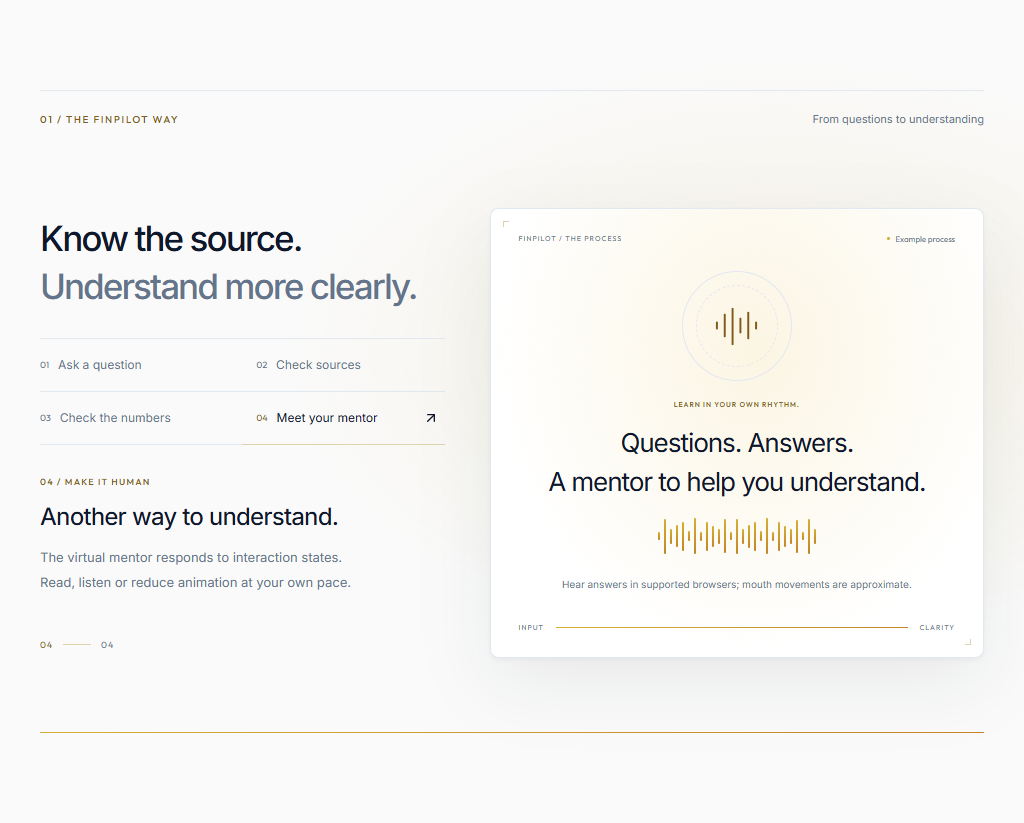 01 / THE FINPILOT WAY
From questions to understanding
Know the source.
Understand more clearly.
01 Ask a question
02 Check sources
03 Check the numbers
04 Meet your mentor
04 / MAKE IT HUMAN
Another way to understand.
The virtual mentor responds to interaction states.
Read, listen or reduce animation at your own pace.
04 04
FINPILOT / THE PROCESS
Example process
LEARN IN YOUR OWN RHYTHM.
Questions. Answers.
A mentor to help you understand.
Hear answers in supported browsers; mouth movements are approximate.
INPUT
CLARITY